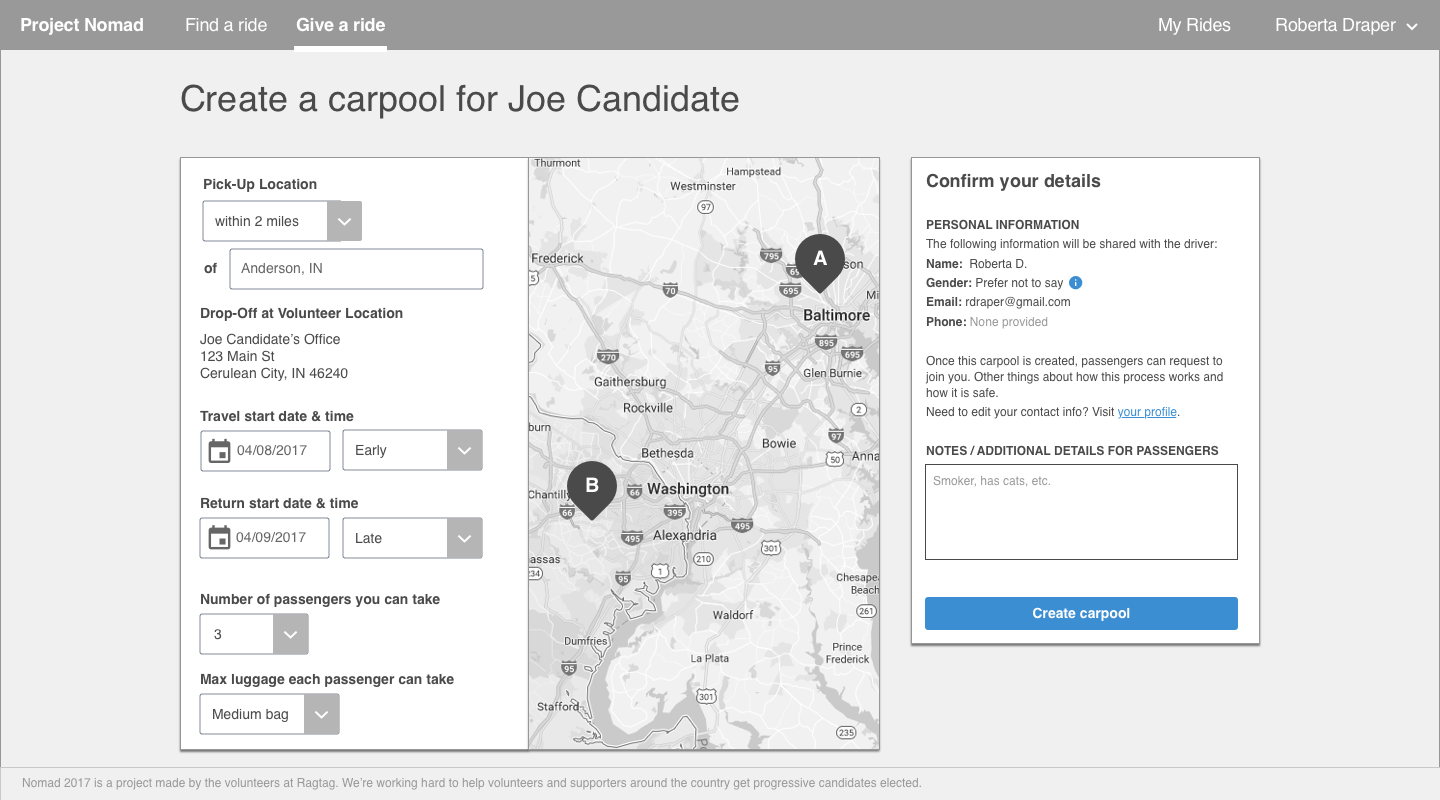 Project Nomad
Find a ride
Give a ride
My Rides
Roberta Draper
Create a carpool for Joe Candidate
Pick-Up Location
within 2 miles
of
Anderson, IN
Drop-Off at Volunteer Location
Joe Candidate’s Office
123 Main St
Cerulean City, IN 46240
Travel start date & time
04/08/2017
Early
Return start date & time
04/09/2017
Late
Number of passengers you can take
3
Max luggage each passenger can take
Medium bag
Thurmont
Hampstead
Westminster
97
Frederick
795
A
son
5
69
70
695
Mi
Baltimore
895
695
270
95
Glen Burnie
Gaithersburg
Rockville
2
burn
97
Bowie
Bethesda
50
Anna
B
Chantilly
66
Washington
66
395
495
495
Alexandria
301
assas
210
234
1
95
Chesape
Beach
261
Waldorf
Dumfries
Prince
Frederick
La Plata
95
301
Stafford
235
Confirm your details
PERSONAL INFORMATION
The following information will be shared with the driver:
Name: Roberta D.
Gender: Prefer not to say i
Email: rdraper@gmail.com
Phone: None provided
Once this carpool is created, passengers can request to
join you. Other things about how this process works and
how it is safe.
Need to edit your contact info? Visit your profile.
NOTES / ADDITIONAL DETAILS FOR PASSENGERS
Smoker, has cats, etc.
Create carpool
Nomad 2017 is a project made by the volunteers at Ragtag. We’re working hard to help volunteers and supporters around the country get progressive candidates elected.